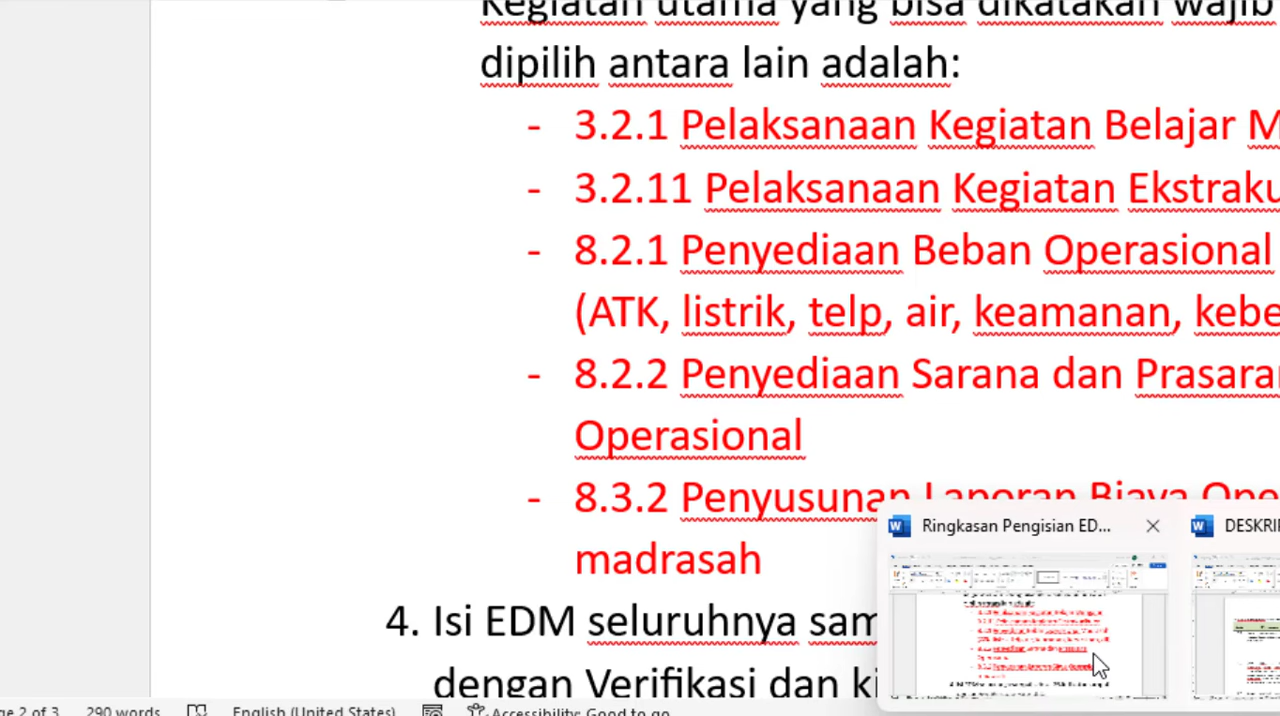 Kegiatan utama yang bisa dikatakan wajib
dipilih antara lain adalah:
- 3.2.1 Pelaksanaan Kegiatan Belajar M
- 3.2.11 Pelaksanaan Kegiatan Ekstraku
- 8.2.1 Penyediaan Beban Operasional
(ATK, listrik, telp, air, keamanan, kebe
- 8.2.2 Penyediaan Sarana dan Prasaran
Operasional
- 8.3.2 Penyusunan Laporan Biaya Ope
madrasah
4. Isi EDM seluruhnya sam
dengan Verifikasi dan ki
Ringkasan Pengisian ED...
DESKRIP
ge 2 of 3
290 words
English (United States)
Accessibility: Good to go